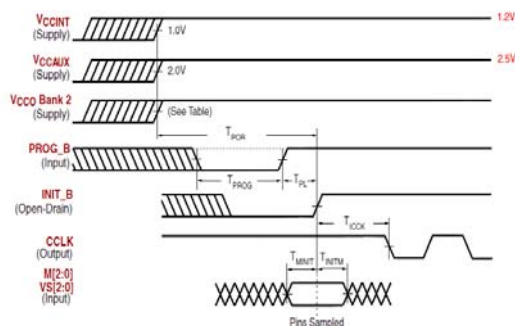 VCCINT
(Supply)
1.0V
1.2V
VCCAUX
(Supply)
2.0V
2.5V
VCCO Bank 2
(Supply)
(See Table)
TPOR
PROG_B
(Input)
TPROG
TPL
INIT_B
(Open-Drain)
TICCK
CCLK
(Output)
TMINIT
TINITM
M[2:0]
VS[2:0]
(Input)
Pins Sampled